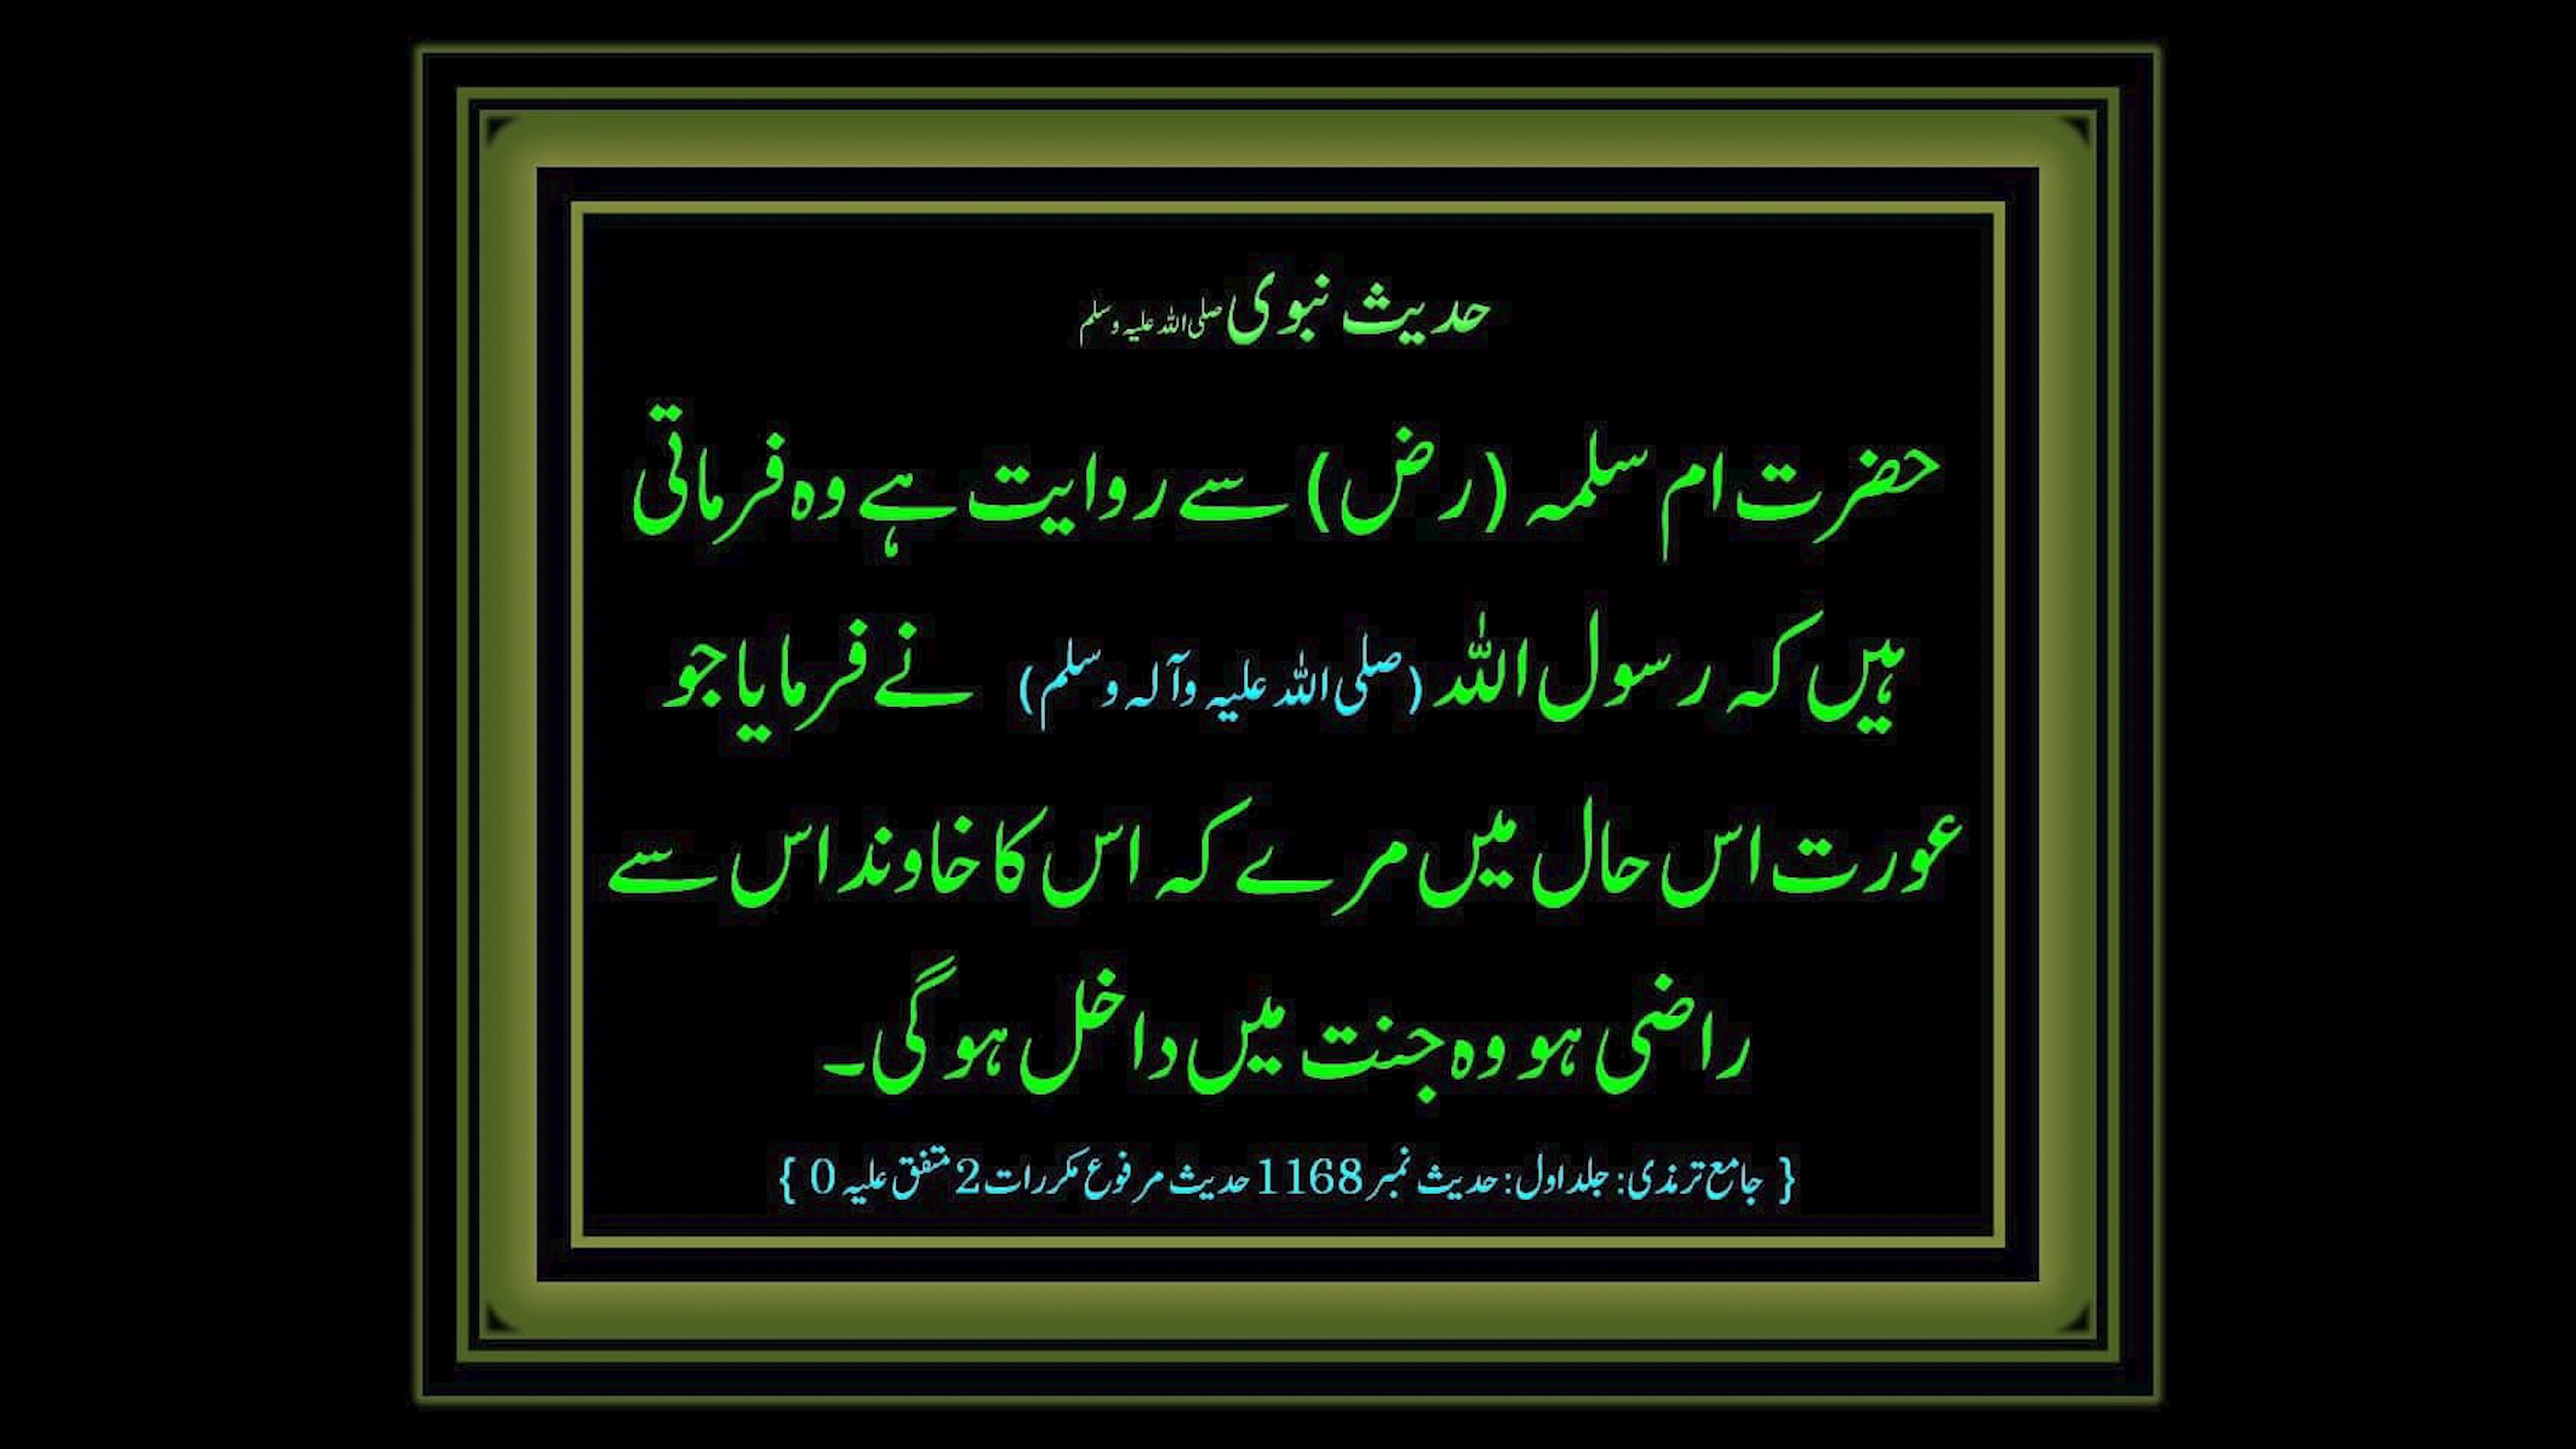 حدیث نبوی صلی اللہ علیہ وسلم
حضرت ام سلمہ (رض) سے روایت ہے وہ فرماتی
ہیں کہ رسول اللہ (صلی اللہ علیہ وآلہ وسلم) نے فرمایا جو
عورت اس حال میں مرے کہ اس کا خاوند اس سے
راضی ہو وہ جنت میں داخل ہوگی۔
{ جامع ترمذی: جلد اول: حدیث نمبر 1168 حدیث مرفوع مکررات 2 متفق علیہ 0 }